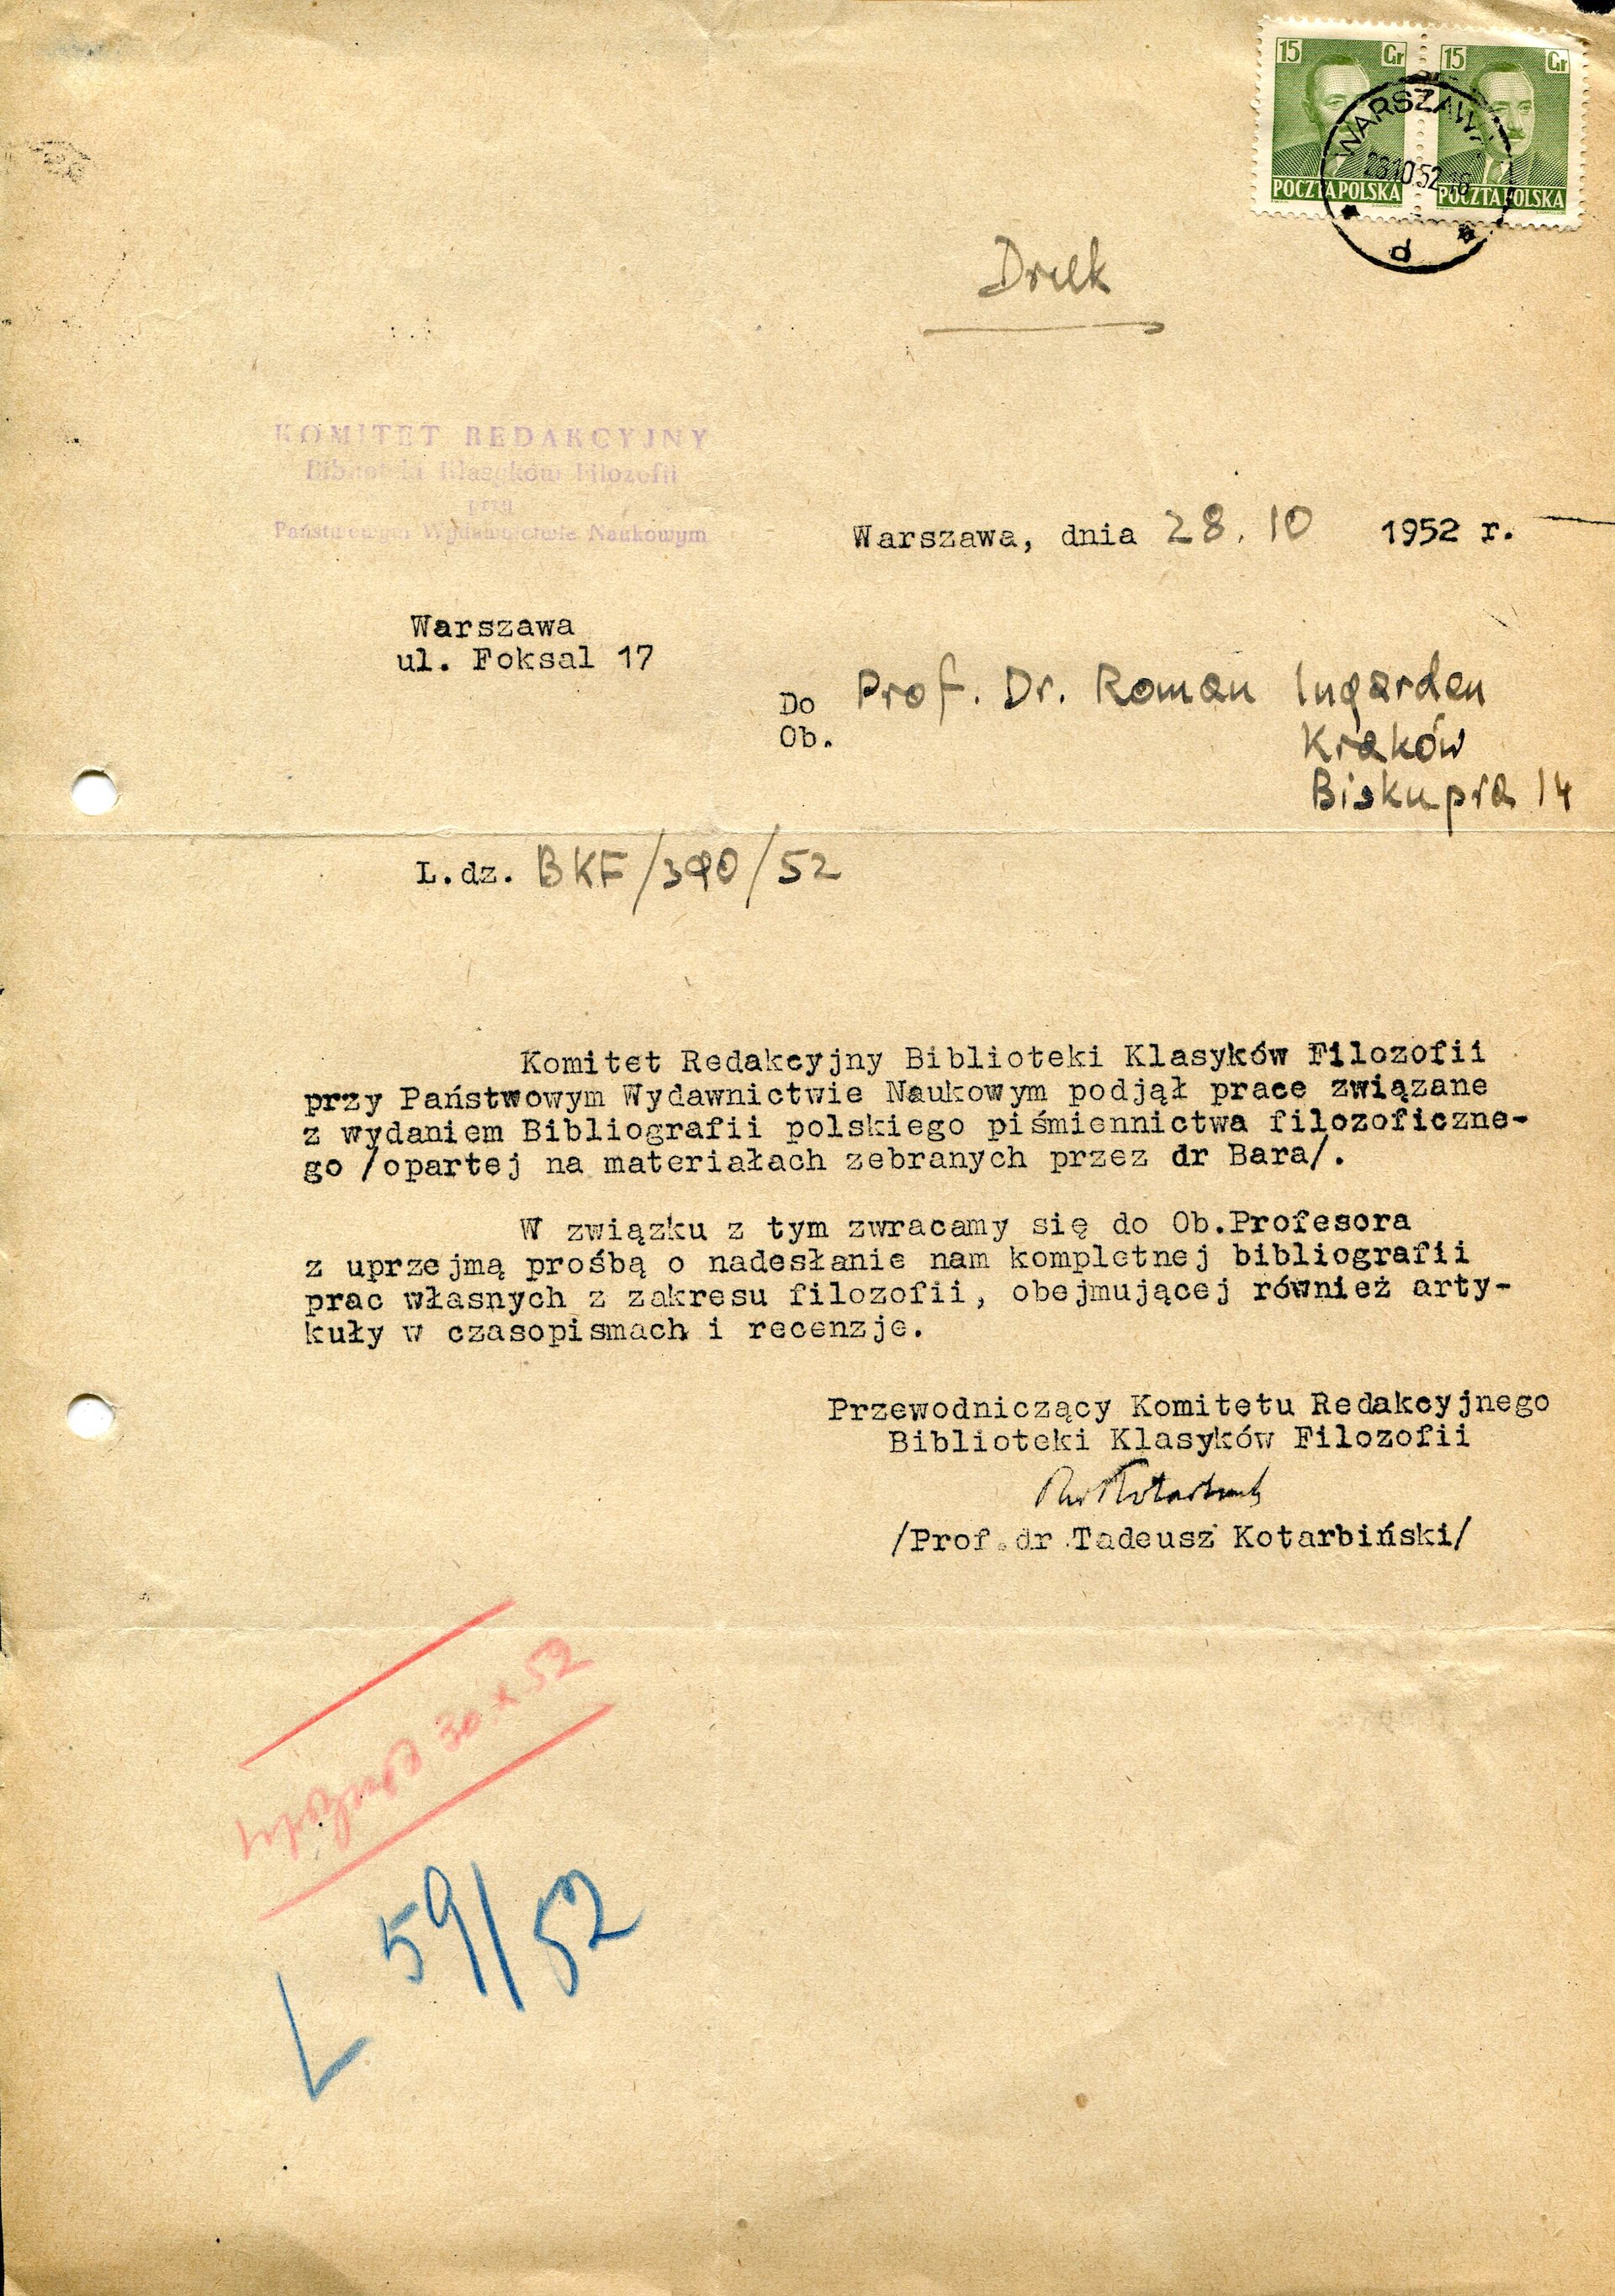 15 Gr 15 Gr
WARSZAWA
POCZTA POLSKA POCZTA POLSKA
d
Druk
KOMITET REDAKCYJNY
Biblioteki Klasyków Filozofii
przy
Państwowym Wydawnictwie Naukowym
Warszawa, dnia 28. 10 1952 r.
Warszawa
ul. Foksal 17
Do Prof. Dr. Roman Ingarden
Ob.
Kraków
Biskupia 14
L.dz. BKF/390/52
Komitet Redakcyjny Biblioteki Klasyków Filozofii
przy Państwowym Wydawnictwie Naukowym podjął prace związane
z wydaniem Bibliografii polskiego piśmiennictwa filozoficzne-
go /opartej na materiałach zebranych przez dr Bara/.
W związku z tym zwracamy się do Ob.Profesora
z uprzejmą prośbą o nadesłanie nam kompletnej bibliografii
prac własnych z zakresu filozofii, obejmującej również arty-
kuły w czasopismach i recenzje.
Przewodniczący Komitetu Redakcyjnego
Biblioteki Klasyków Filozofii
/Prof.dr Tadeusz Kotarbiński/
30 X 52
L 59/52